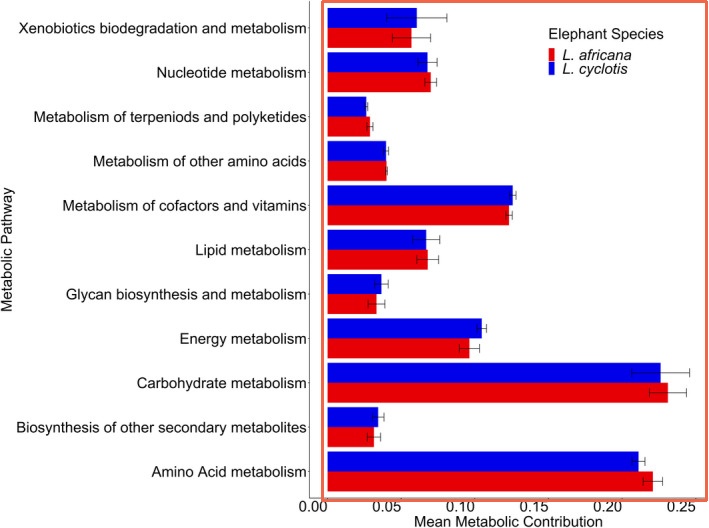 Elephant Species
L. africana
L. cyclotis
Metabolic Pathway
Xenobiotics biodegradation and metabolism
Nucleotide metabolism
Metabolism of terpeniods and polyketides
Metabolism of other amino acids
Metabolism of cofactors and vitamins
Lipid metabolism
Glycan biosynthesis and metabolism
Energy metabolism
Carbohydrate metabolism
Biosynthesis of other secondary metabolites
Amino Acid metabolism
0.00 0.05 0.10 0.15 0.20 0.25
Mean Metabolic Contribution